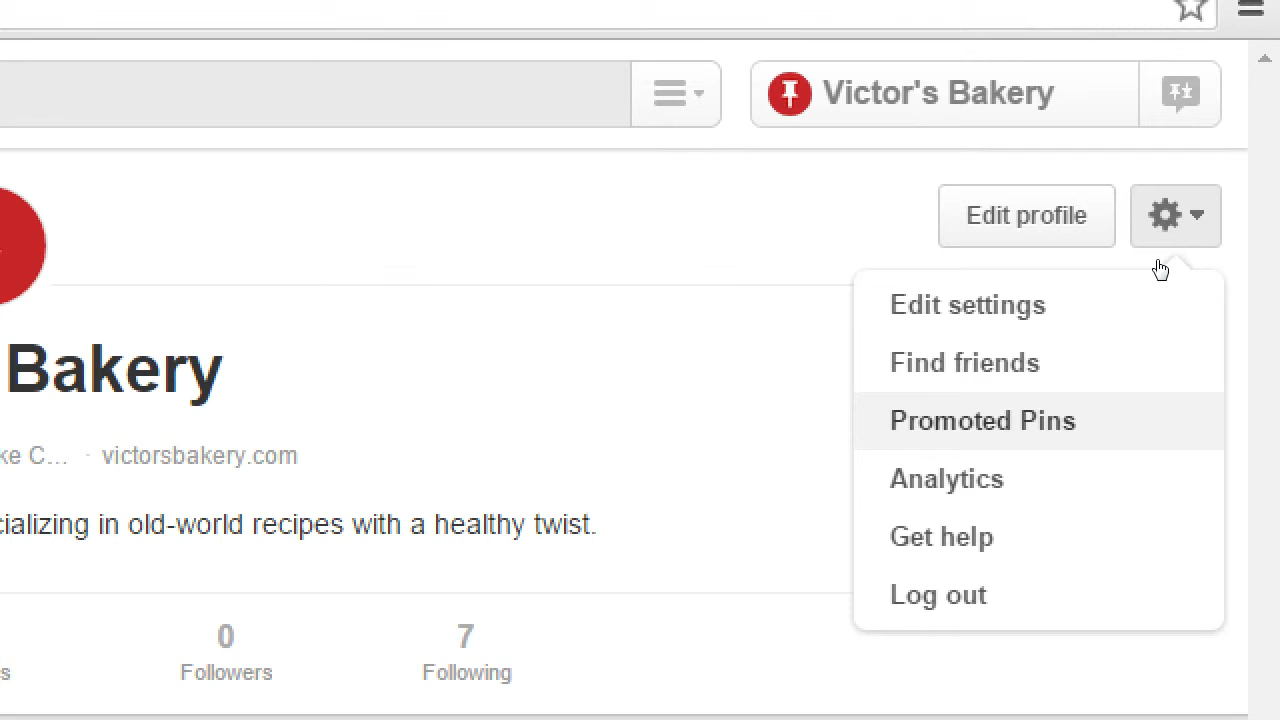 Victor's Bakery
Edit profile
Edit settings
Find friends
Promoted Pins
Analytics
Get help
Log out
Bakery
ke C... · victorsbakery.com
cializing in old-world recipes with a healthy twist.
0
7
s
Followers
Following